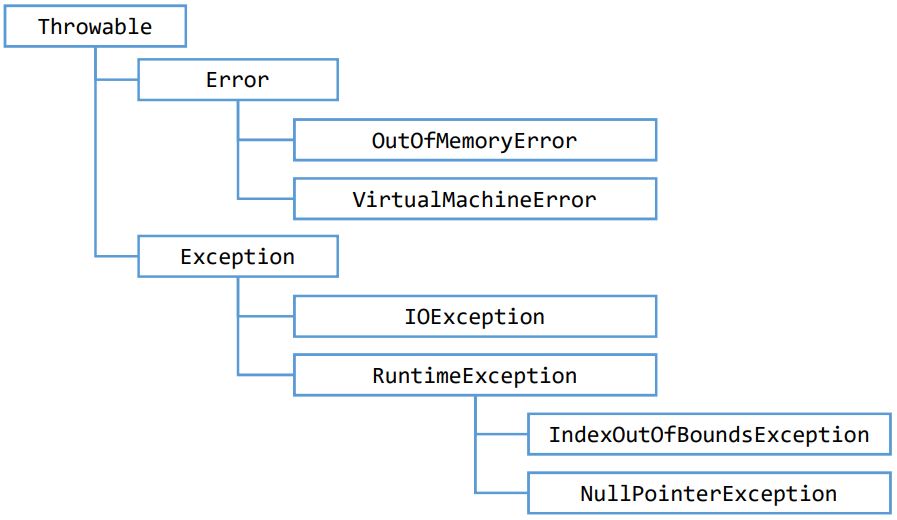 Throwable
Error
OutOfMemoryError
VirtualMachineError
Exception
IOException
RuntimeException
IndexOutOfBoundsException
NullPointerException